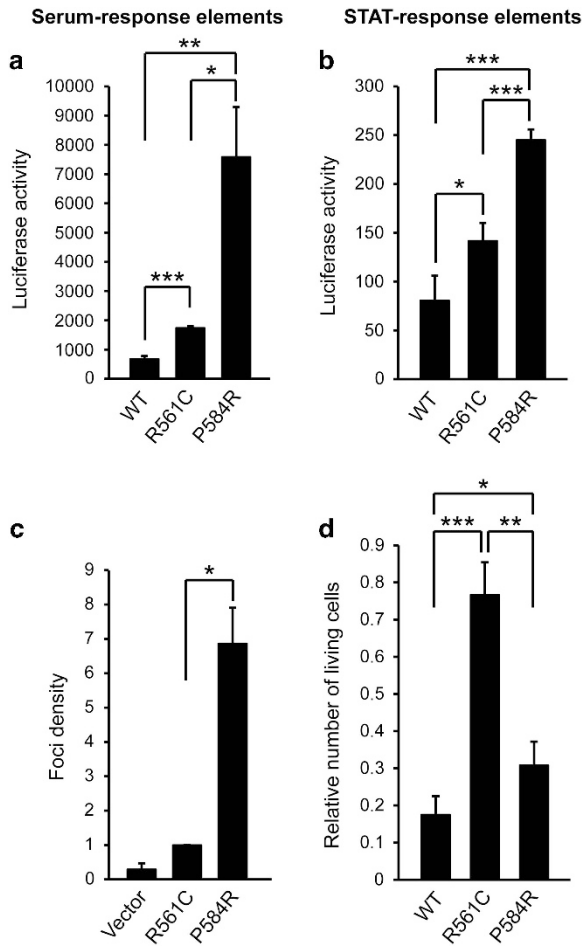 Serum-response elements
STAT-response elements
a
**
*
***
10000
9000
8000
7000
6000
5000
4000
3000
2000
1000
0
Luciferase activity
WT
R561C
P584R
b
***
***
*
300
250
200
150
100
50
0
Luciferase activity
WT
R561C
P584R
c
*
9
8
7
6
5
4
3
2
1
0
Foci density
Vector
R561C
P584R
d
*
***
**
0.9
0.8
0.7
0.6
0.5
0.4
0.3
0.2
0.1
0
Relative number of living cells
WT
R561C
P584R